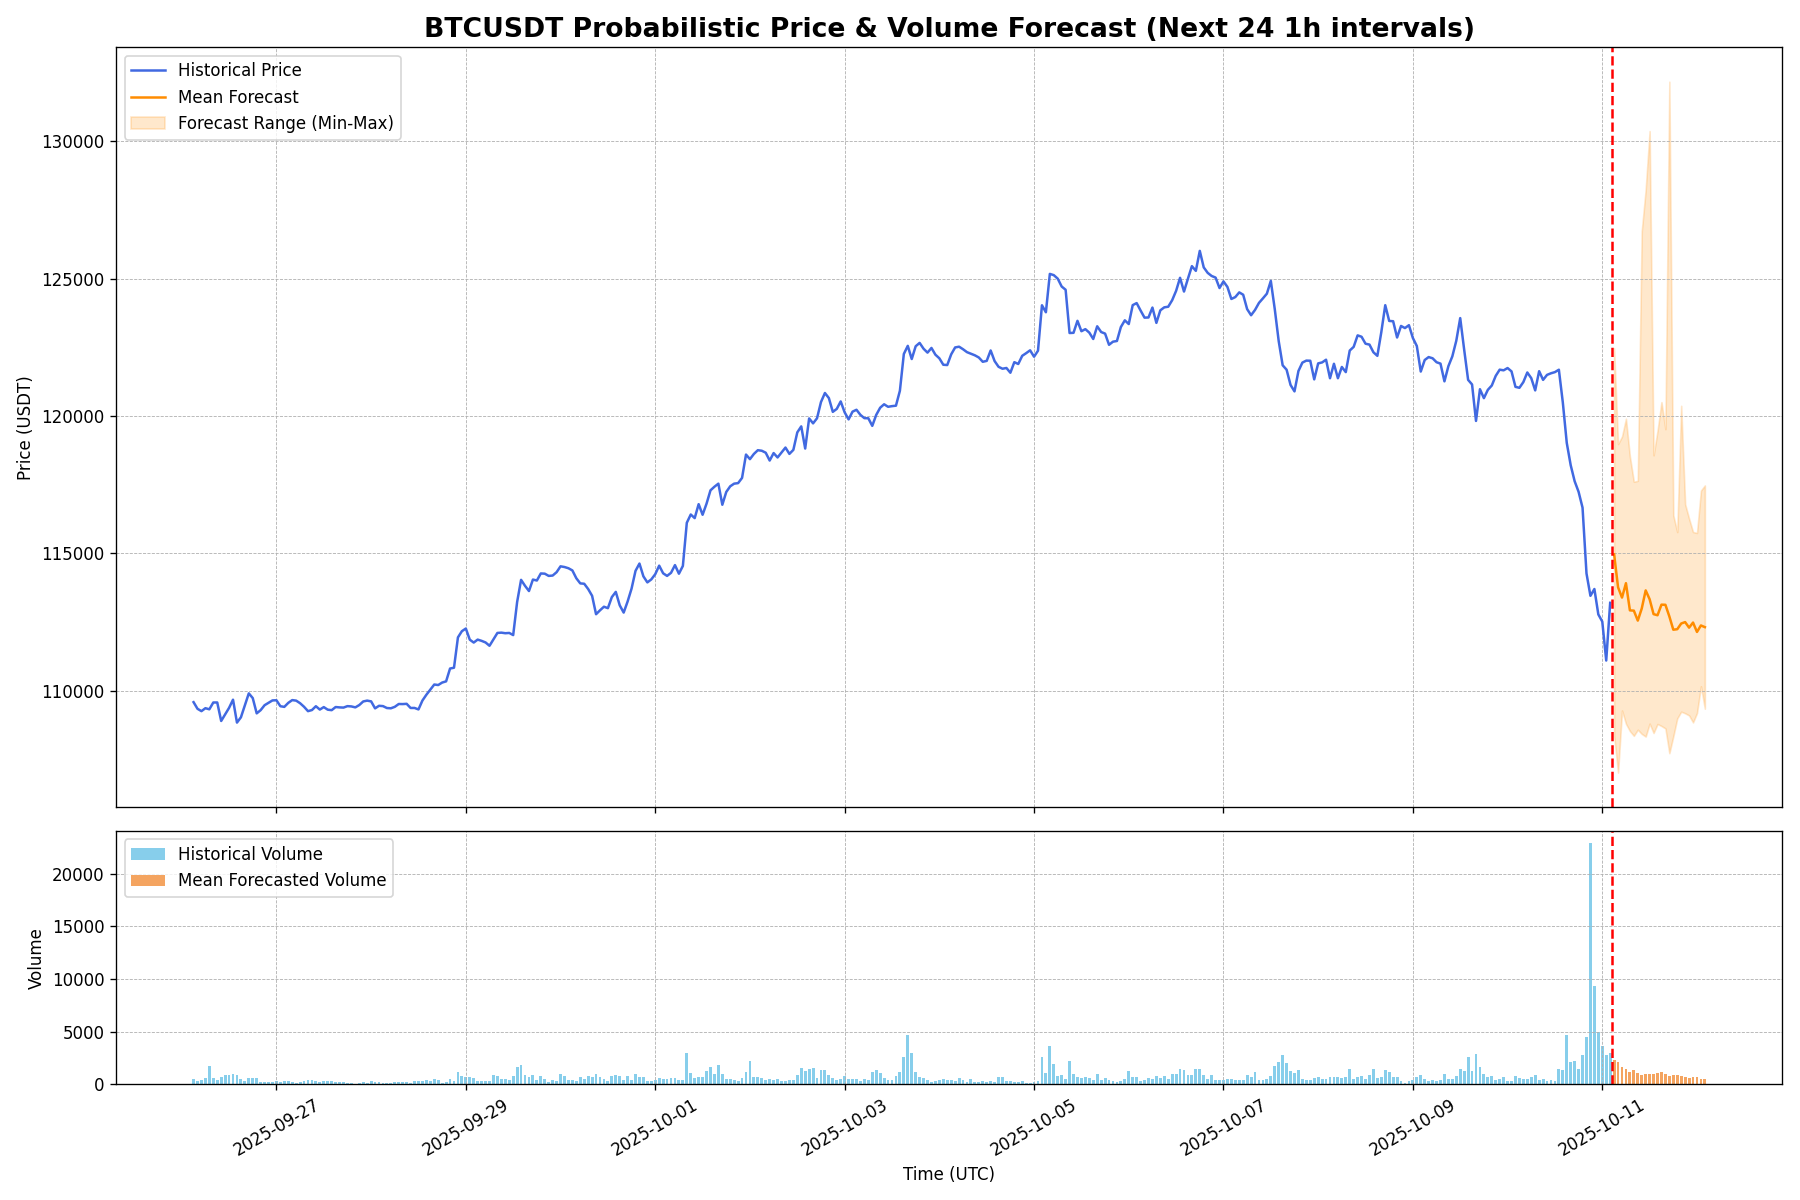 BTCUSDT Probabilistic Price & Volume Forecast (Next 24 1h intervals)
Historical Price
Mean Forecast
Forecast Range (Min-Max)
130000
125000
120000
115000
110000
Price (USDT)
Historical Volume
Mean Forecasted Volume
20000
15000
10000
5000
0
Volume
2025-09-27
2025-09-29
2025-10-01
2025-10-03
2025-10-05
2025-10-07
2025-10-09
2025-10-11
Time (UTC)